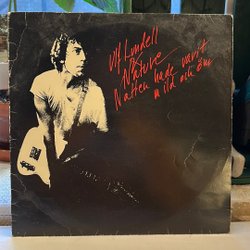 Ulf Lundell
Nature
Natten hade varit
mild och öm